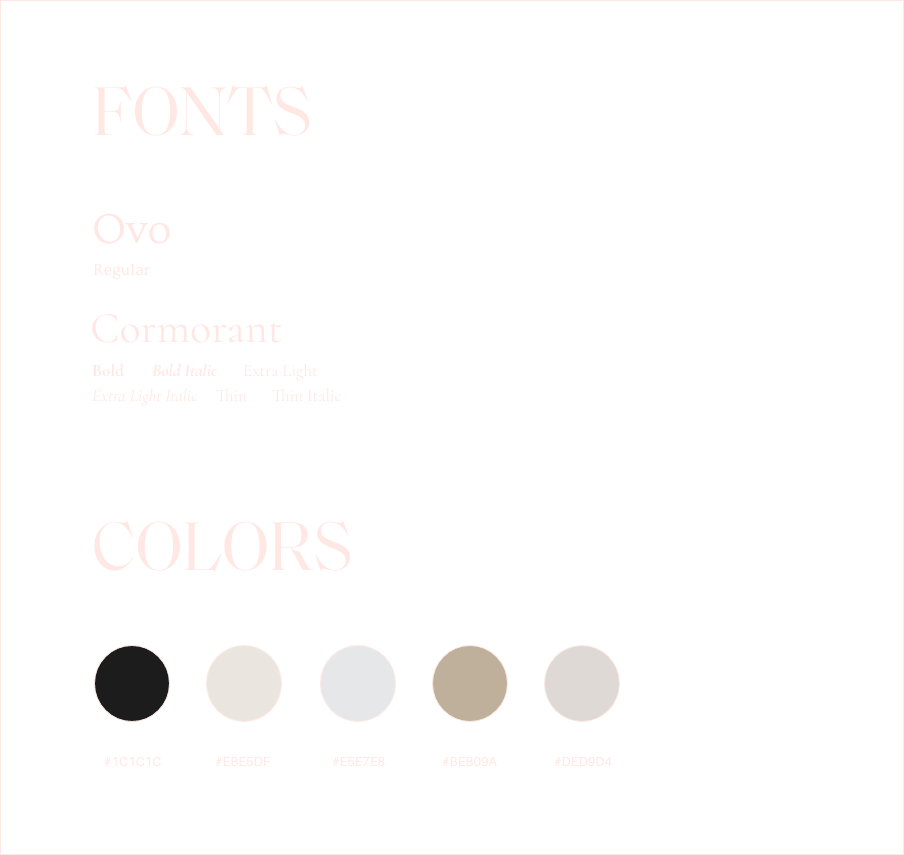 FONTS
Ovo
Regular
Cormorant
Bold Bold Italic Extra Light
Extra Light Italic Thin Thin Italic
COLORS
#1C1C1C #EBE5DF #E5E7E8 #BEB09A #DED9D4